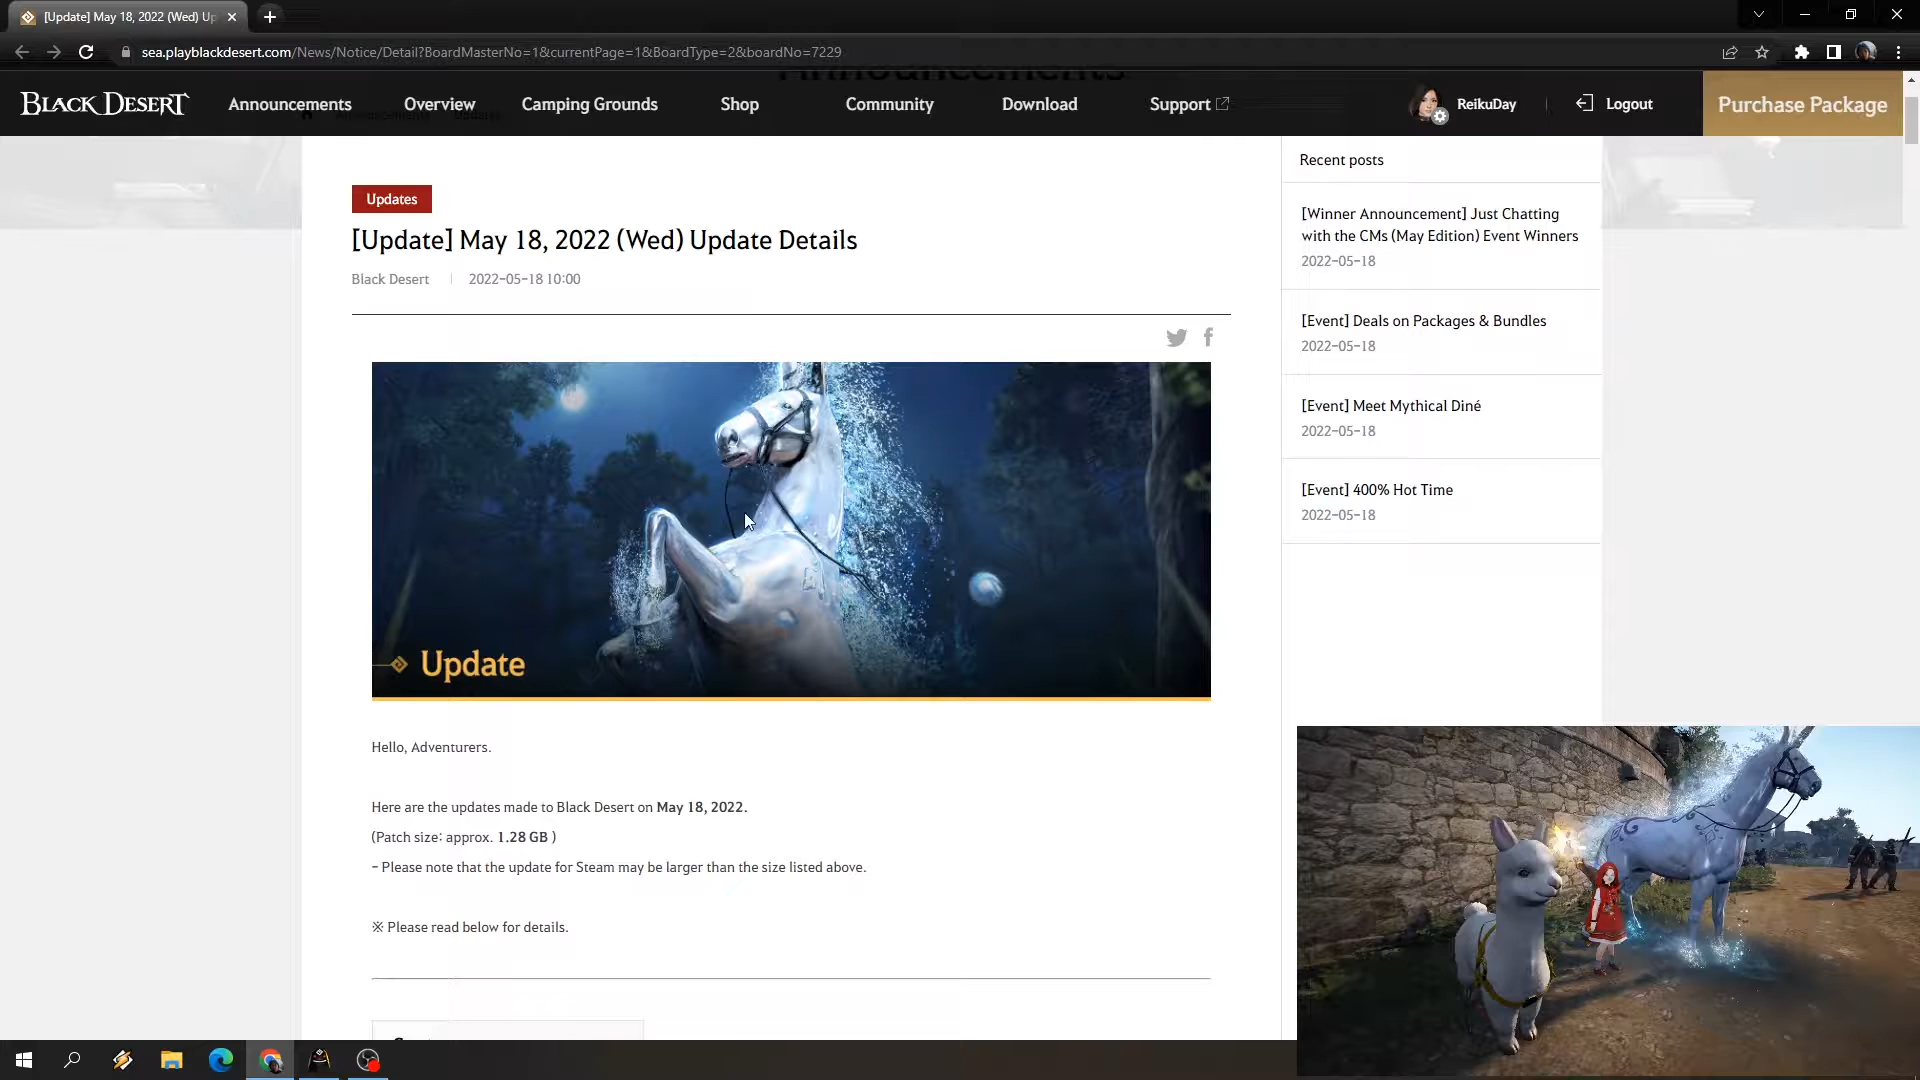 [Update] May 18, 2022 (Wed) Up
sea.playblackdesert.com/News/Notice/Detail?BoardMasterNo=1&currentPage=1&BoardType=2&boardNo=7229
Announcements
BLACK DESERT
Announcements
Overview
Camping Grounds
Shop
Community
Download
Support
ReikuDay
Logout
Purchase Package
Updates
[Update] May 18, 2022 (Wed) Update Details
Black Desert
2022-05-18 10:00
Update
Hello, Adventurers.
Here are the updates made to Black Desert on May 18, 2022.
(Patch size: approx. 1.28 GB )
- Please note that the update for Steam may be larger than the size listed above.
※ Please read below for details.
Recent posts
[Winner Announcement] Just Chatting
with the CMs (May Edition) Event Winners
2022-05-18
[Event] Deals on Packages & Bundles
2022-05-18
[Event] Meet Mythical Diné
2022-05-18
[Event] 400% Hot Time
2022-05-18